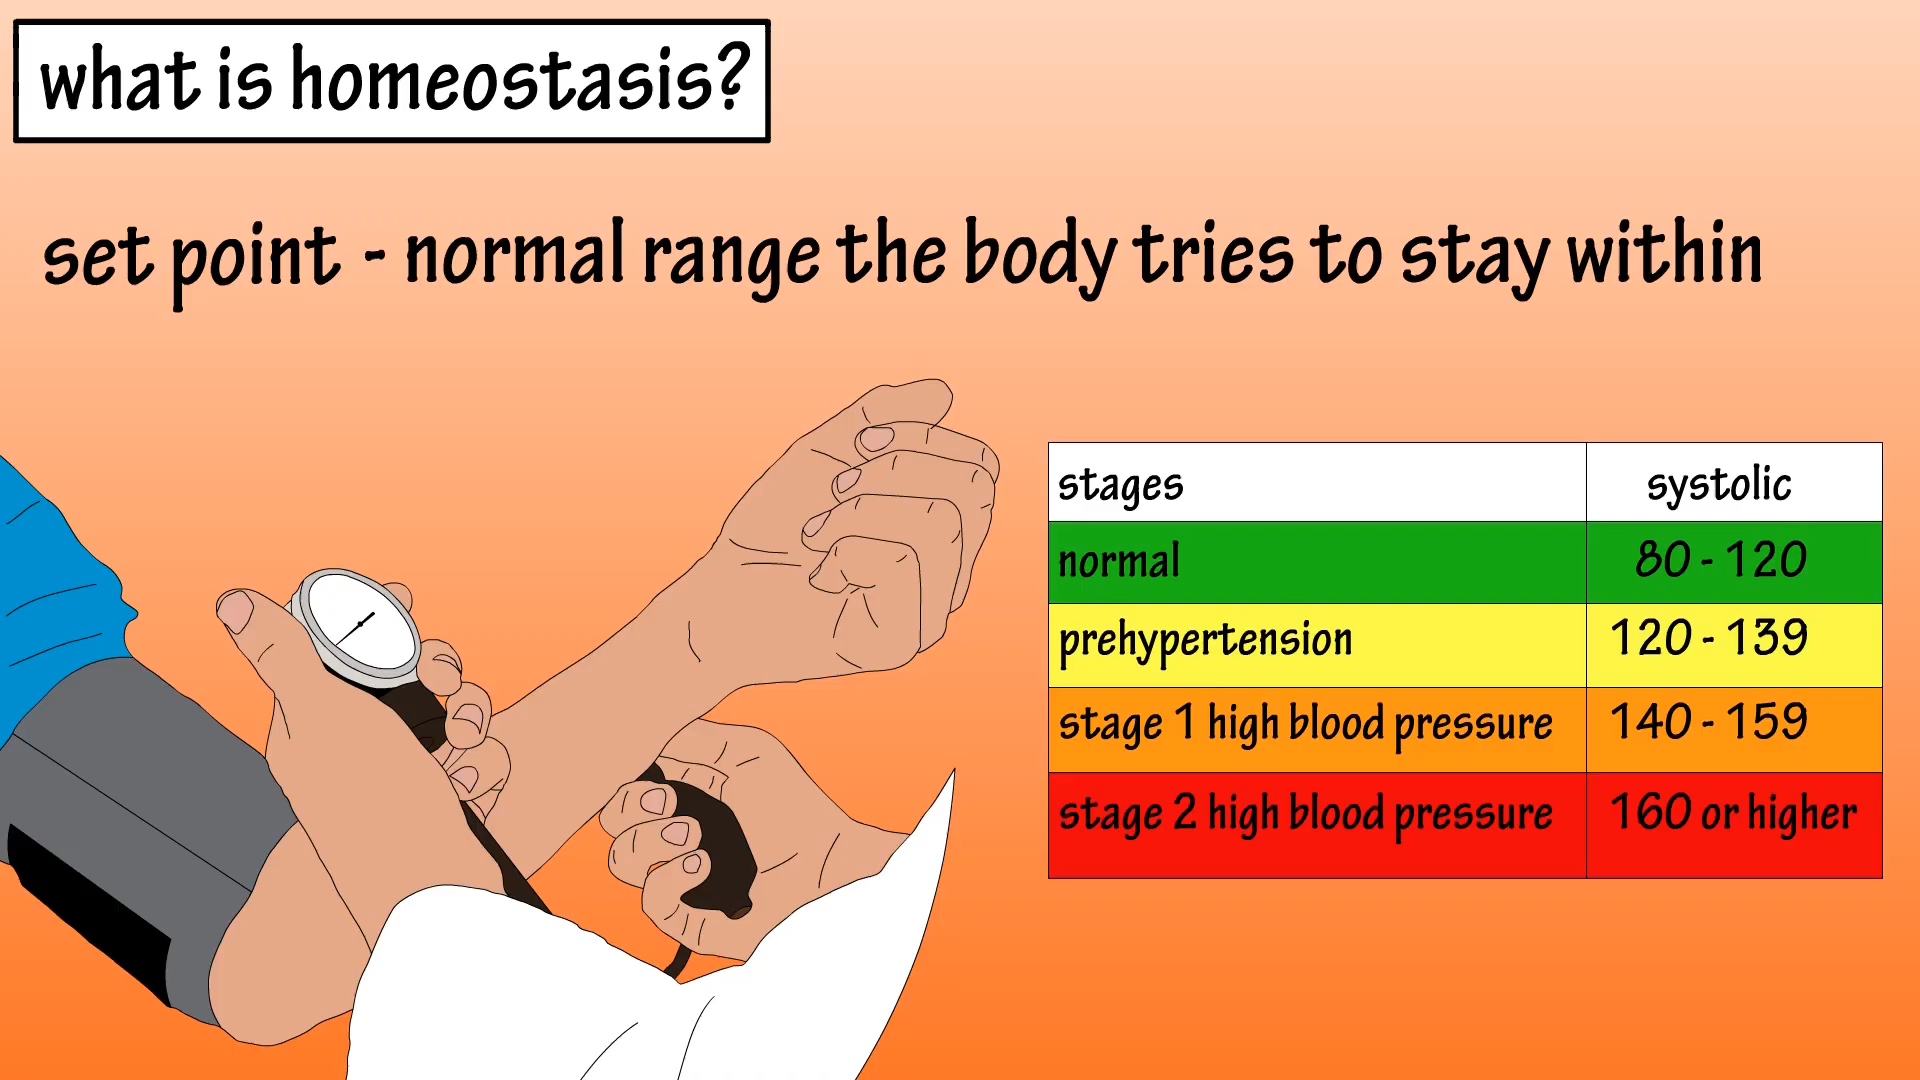 what is homeostasis?
set point - normal range the body tries to stay within
stages systolic
normal 80 - 120
prehypertension 120 - 139
stage 1 high blood pressure 140 - 159
stage 2 high blood pressure 160 or higher